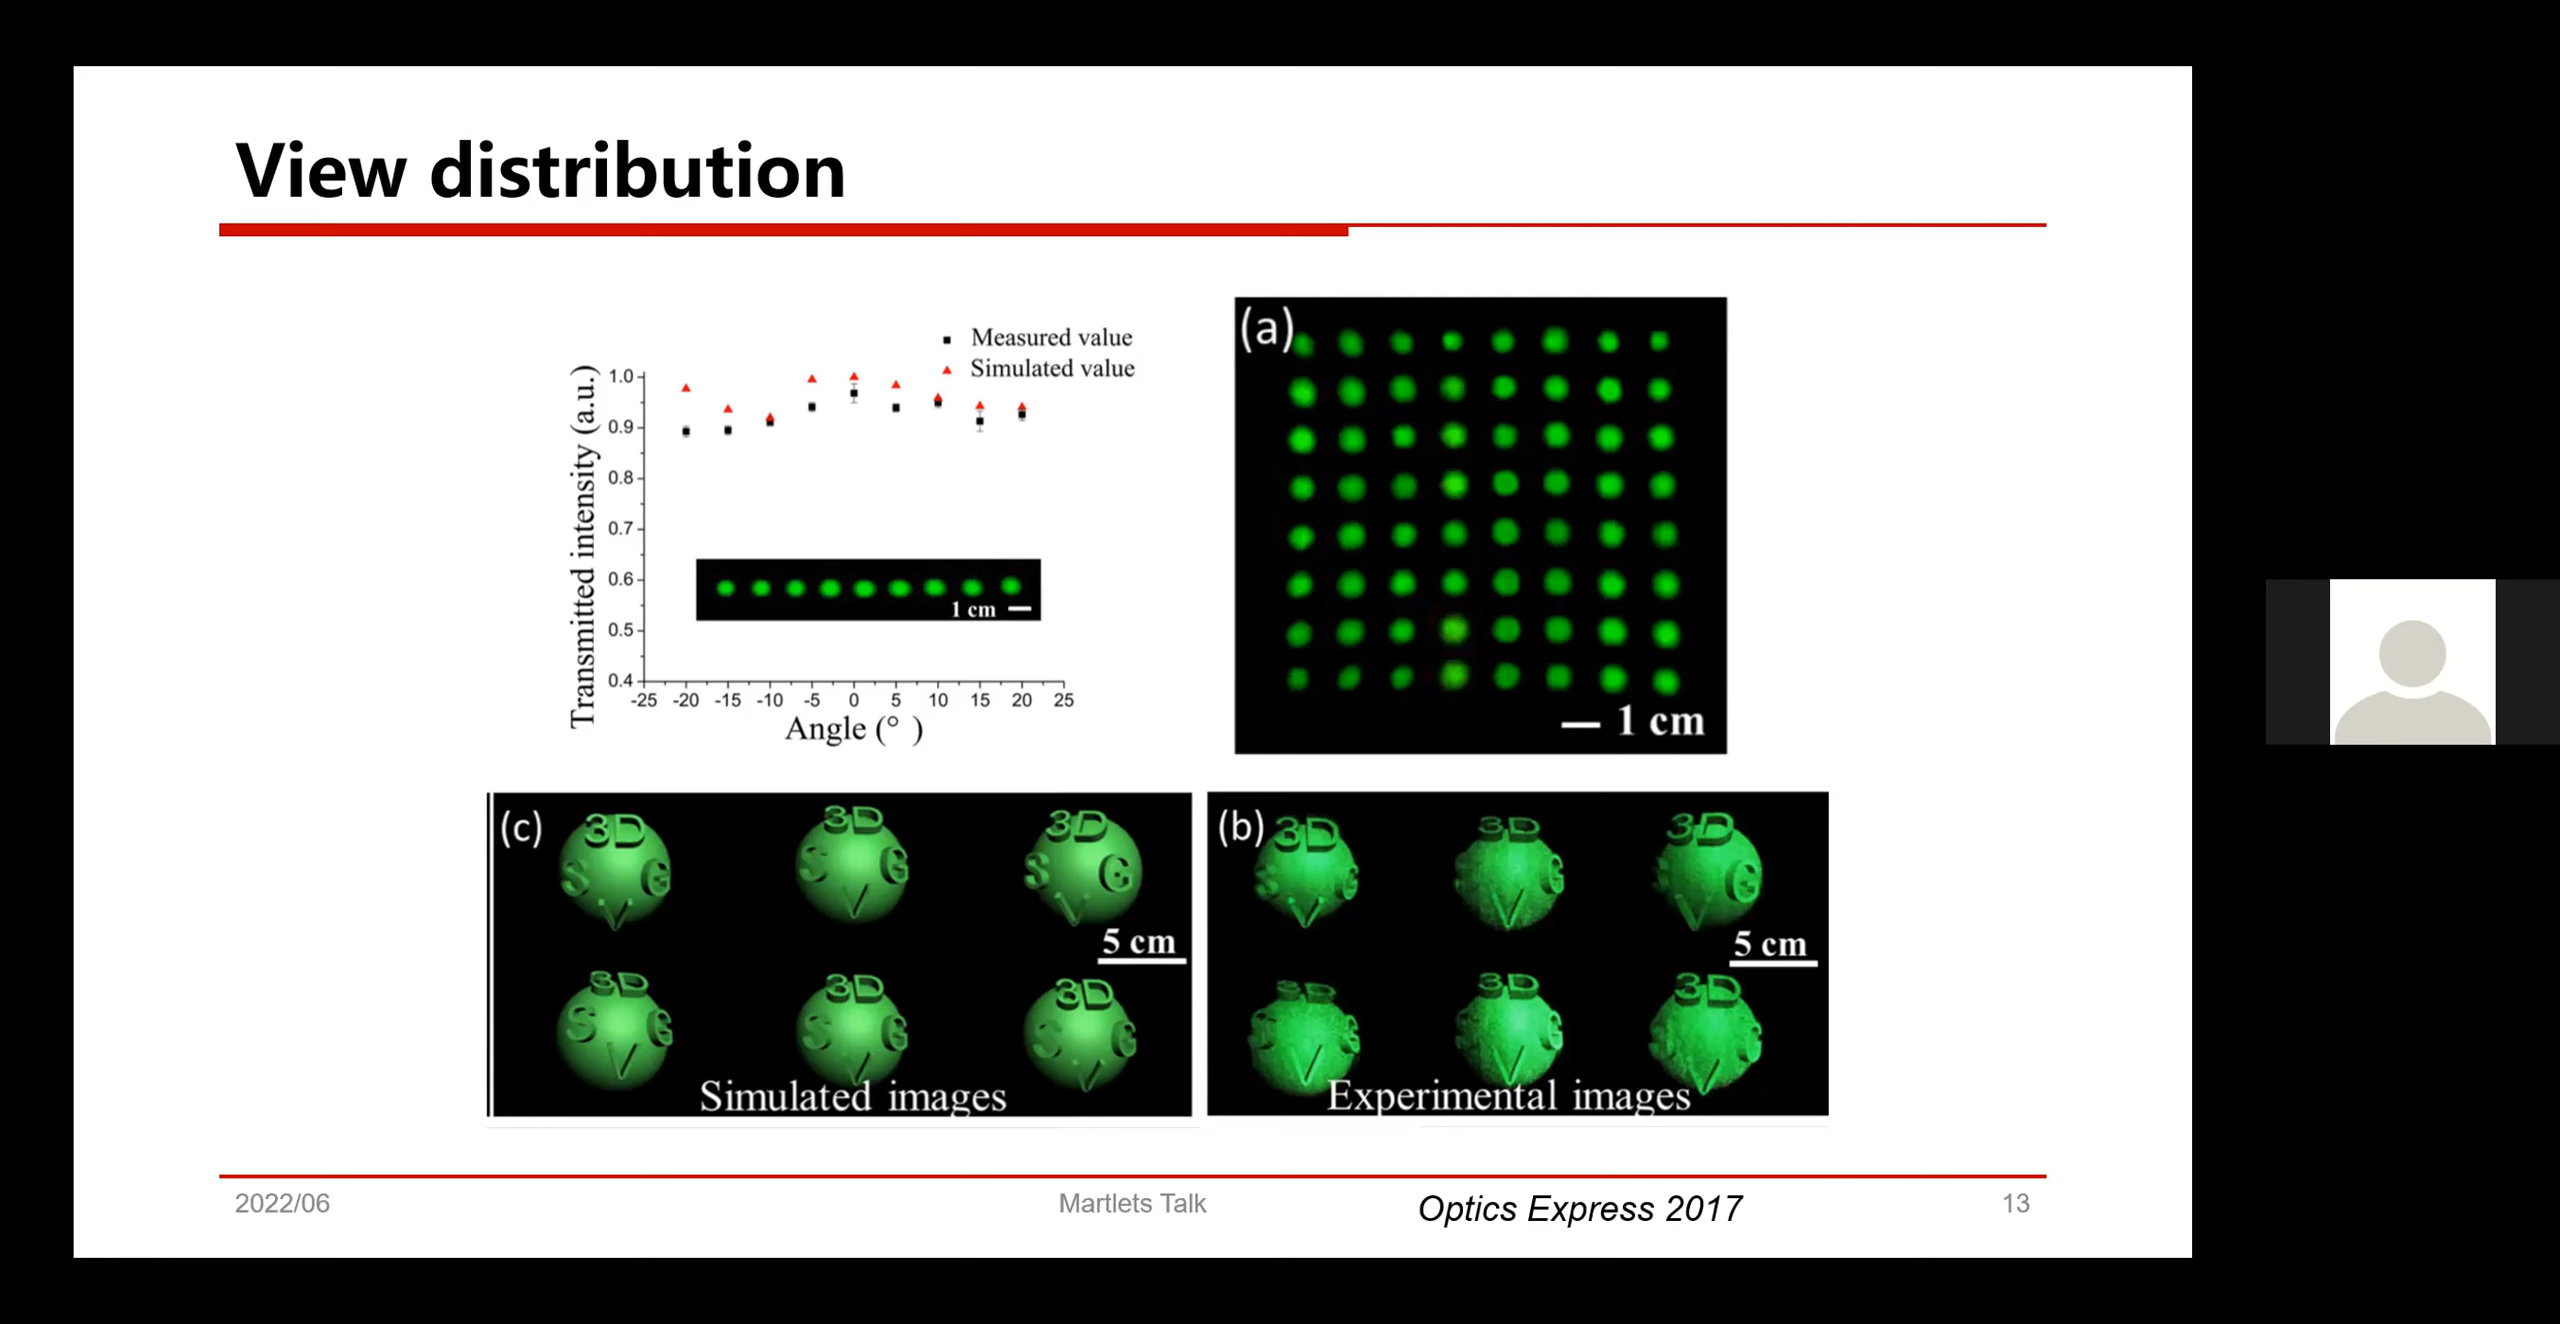 View distribution
Measured value
Simulated value
Transmitted intensity (a.u.)
1.0
0.9
0.8
0.7
0.6
0.5
0.4
1 cm
-25 -20 -15 -10 -5 0 5 10 15 20 25
Angle (° )
(a)
1 cm
(c)
3D 3D 3D
S G S G S G
V V V
5 cm
3D 3D 3D
S G S G S G
V V V
Simulated images
(b)
3D 3D 3D
S G G G
V V V
5 cm
3D 3D 3D
G G G
V V V
Experimental images
2022/06
Martlets Talk
Optics Express 2017
13